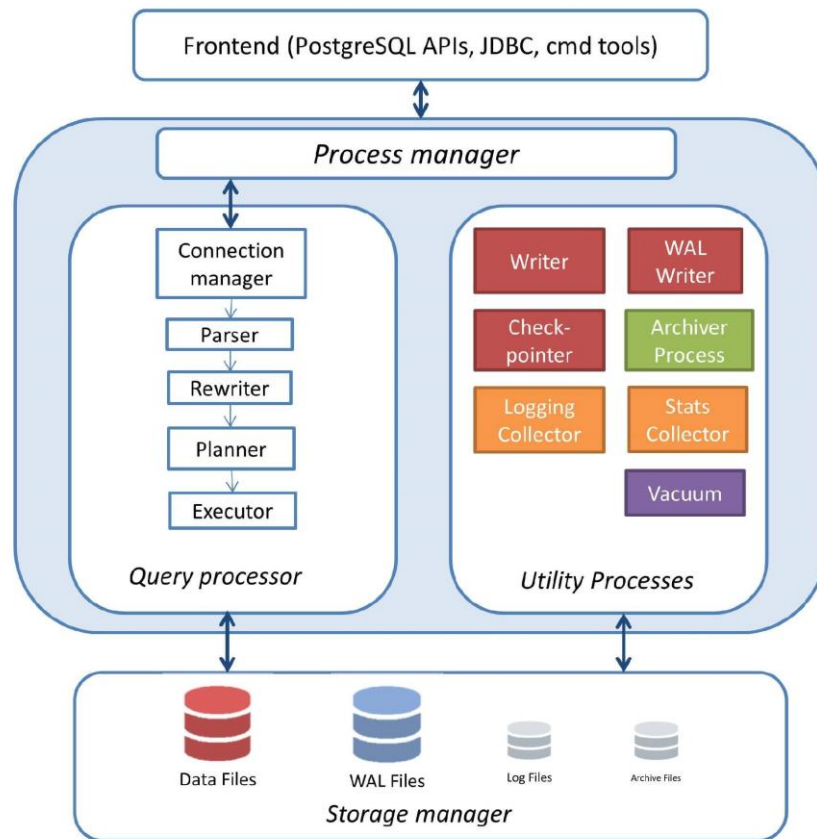 Frontend (PostgreSQL APIs, JDBC, cmd tools)
Process manager
Connection
manager
Parser
Rewriter
Planner
Executor
Query processor
Writer
WAL
Writer
Check-
pointer
Archiver
Process
Logging
Collector
Stats
Collector
Vacuum
Utility Processes
Data Files
WAL Files
Log Files
Archive Files
Storage manager